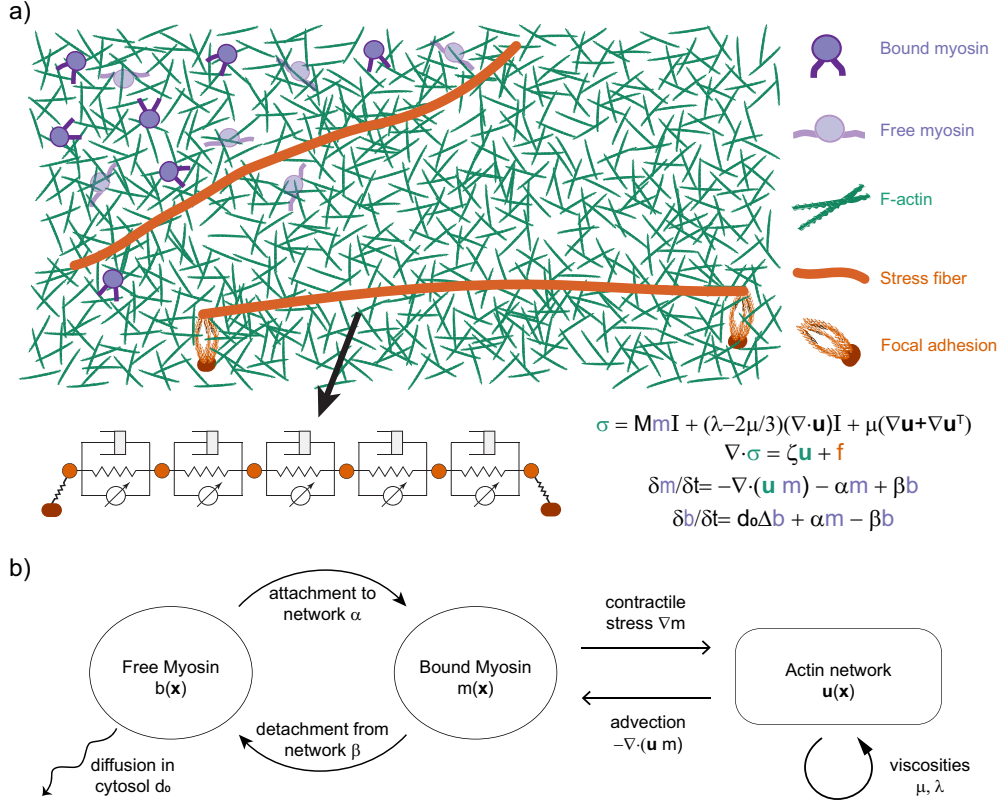 a)
Bound myosin
Free myosin
F-actin
Stress fiber
Focal adhesion
σ = MmI + (λ−2μ/3)(∇·u)I + μ(∇u+∇uᵀ)
∇·σ = ζu + f
δm/δt= −∇·(u m) − αm + βb
δb/δt= d₀Δb + αm − βb
b)
attachment to
network α
Free Myosin
b(x)
Bound Myosin
m(x)
detachment from
network β
diffusion in
cytosol d₀
contractile
stress ∇m
advection
−∇·(u m)
Actin network
u(x)
viscosities
μ, λ